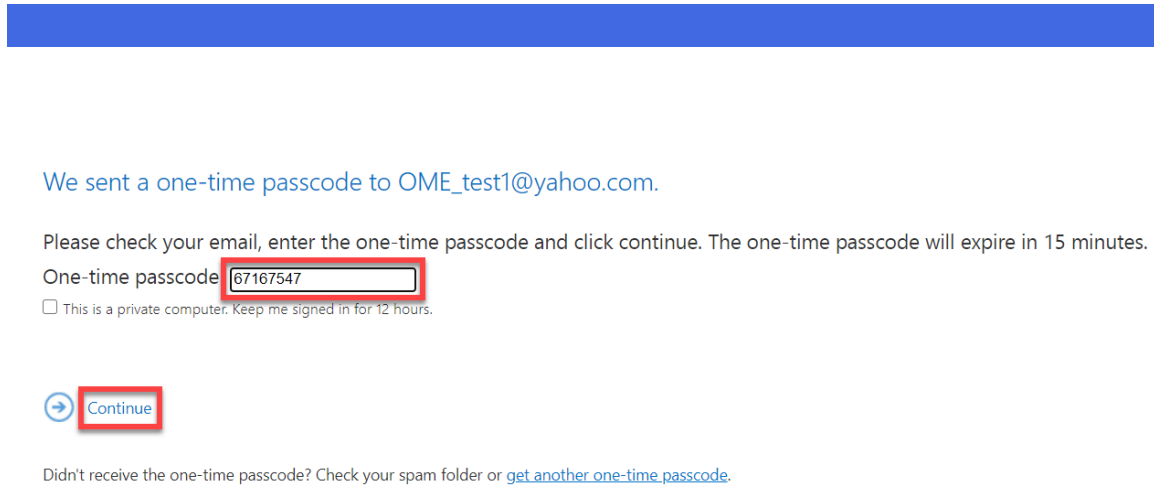 We sent a one-time passcode to OME_test1@yahoo.com.
Please check your email, enter the one-time passcode and click continue. The one-time passcode will expire in 15 minutes.
One-time passcode 67167547
This is a private computer. Keep me signed in for 12 hours.
Continue
Didn't receive the one-time passcode? Check your spam folder or get another one-time passcode.